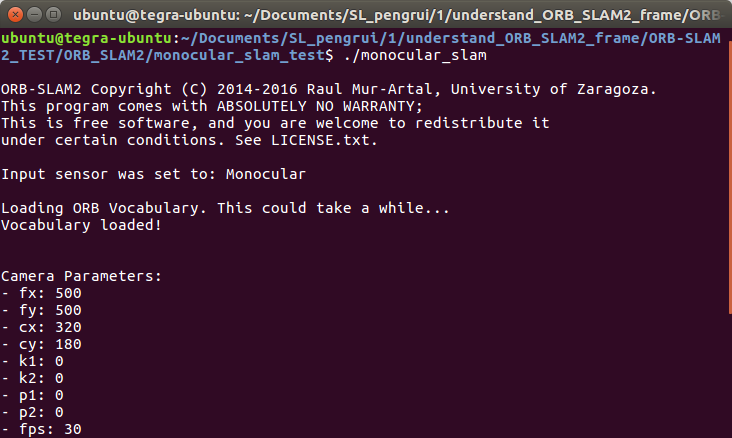 ubuntu@tegra-ubuntu: ~/Documents/SL_pengrui/1/understand_ORB_SLAM2_frame/ORB-
ubuntu@tegra-ubuntu:~/Documents/SL_pengrui/1/understand_ORB_SLAM2_frame/ORB-SLAM
2_TEST/ORB_SLAM2/monocular_slam_test$ ./monocular_slam
ORB-SLAM2 Copyright (C) 2014-2016 Raul Mur-Artal, University of Zaragoza.
This program comes with ABSOLUTELY NO WARRANTY;
This is free software, and you are welcome to redistribute it
under certain conditions. See LICENSE.txt.
Input sensor was set to: Monocular
Loading ORB Vocabulary. This could take a while...
Vocabulary loaded!
Camera Parameters:
- fx: 500
- fy: 500
- cx: 320
- cy: 180
- k1: 0
- k2: 0
- p1: 0
- p2: 0
- fps: 30